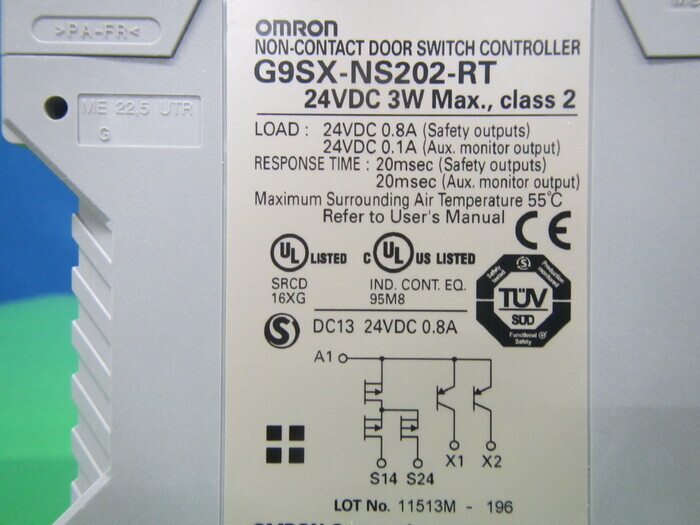 >PA-FR<
ME 22,5 UTR
G
OMRON
NON-CONTACT DOOR SWITCH CONTROLLER
G9SX-NS202-RT
24VDC 3W Max., class 2
LOAD : 24VDC 0.8A (Safety outputs)
24VDC 0.1A (Aux. monitor output)
RESPONSE TIME : 20msec (Safety outputs)
20msec (Aux. monitor output)
Maximum Surrounding Air Temperature 55°C
Refer to User's Manual
CE
UL LISTED C UL US LISTED
SRCD IND. CONT. EQ.
16XG 95M8
TÜV
SÜD
Functional
Safety
S DC13 24VDC 0.8A
A1
X1 X2
S14 S24
LOT No. 11513M - 196